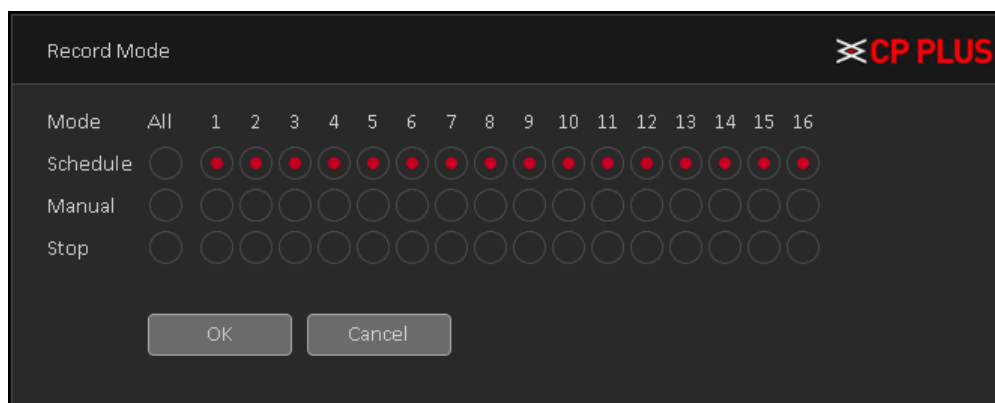 Record Mode
CP PLUS
Mode All 1 2 3 4 5 6 7 8 9 10 11 12 13 14 15 16
Schedule
Manual
Stop
OK Cancel